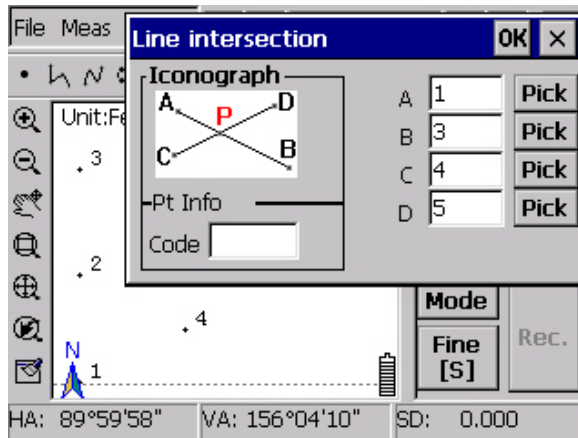 File Meas
Line intersection OK ×
Iconograph
A D
P
C B
Pt Info
Code
A 1 Pick
B 3 Pick
C 4 Pick
D 5 Pick
3
2
4
N
1
Mode
Fine
[S]
Rec.
HA: 89°59'58" VA: 156°04'10" SD: 0.000